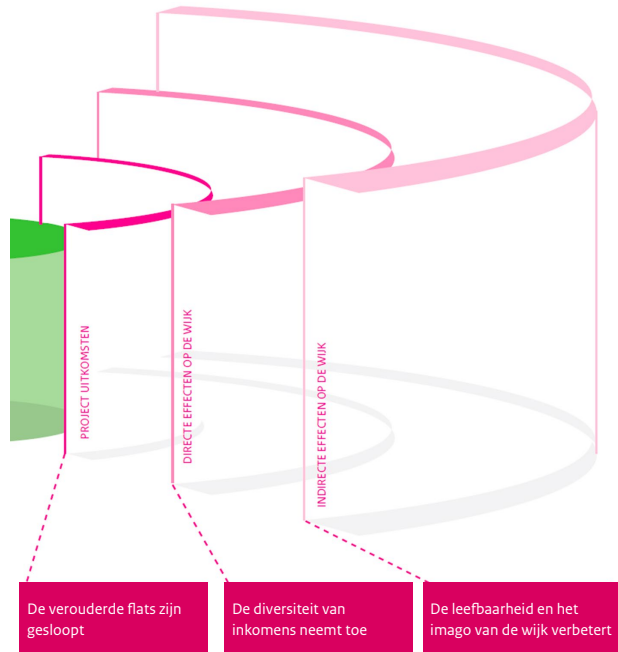 PROJECT UITKOMSTEN
DIRECTE EFFECTEN OP DE WIJK
INDIRECTE EFFECTEN OP DE WIJK
De verouderde flats zijn
gesloopt
De diversiteit van
inkomens neemt toe
De leefbaarheid en het
imago van de wijk verbetert